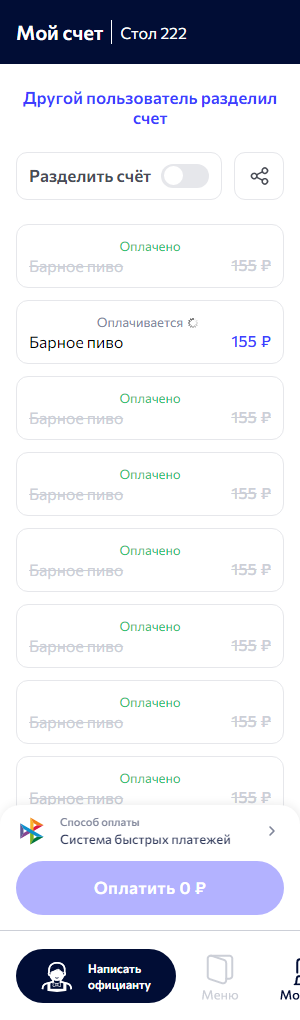 Мой счет
Стол 222
Другой пользователь разделил
счет
Разделить счёт
Оплачено
Барное пиво 155 ₽
Оплачивается
Барное пиво 155 ₽
Оплачено
Барное пиво 155 ₽
Оплачено
Барное пиво 155 ₽
Оплачено
Барное пиво 155 ₽
Оплачено
Барное пиво 155 ₽
Оплачено
Барное пиво 155 ₽
Оплачено
Барное пиво 155 ₽
Способ оплаты
Система быстрых платежей
Оплатить 0 ₽
Написать
официанту
Меню
Мо